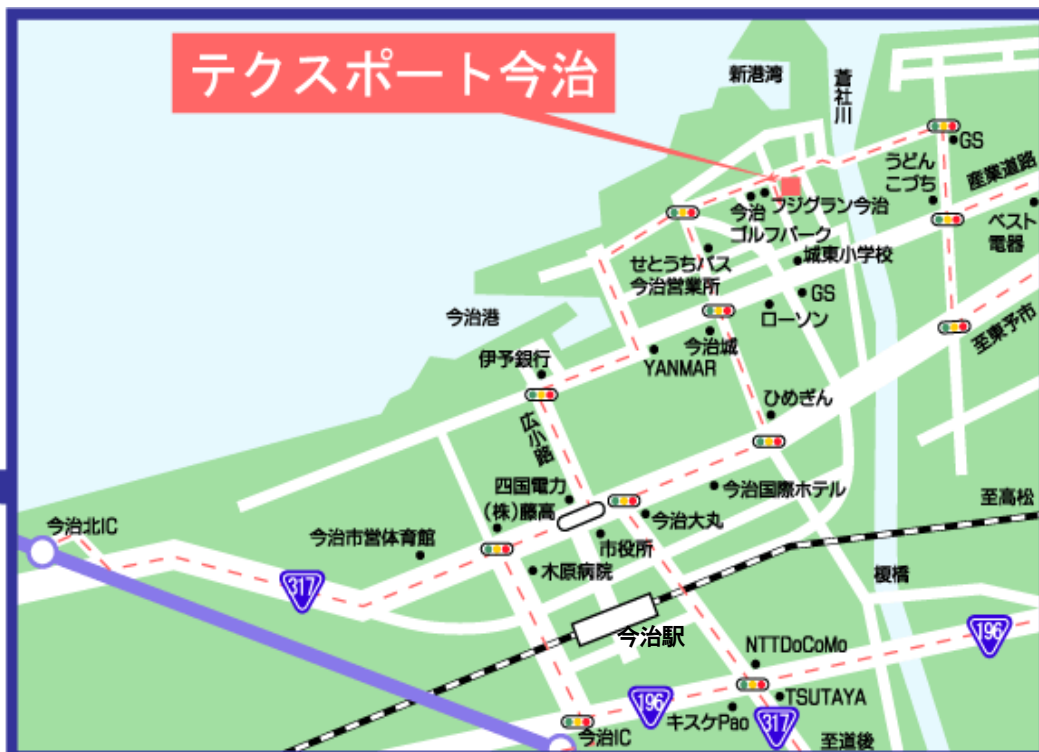 テクスポート今治
新港湾
蒼社川
GS
うどん
こづち
産業道路
ベスト
電器
今治
ゴルフパーク
フジグラン今治
せとうちバス
今治営業所
城東小学校
GS
ローソン
今治港
今治城
YANMAR
至東予市
伊予銀行
広小路
ひめぎん
四国電力
(株)藤高
今治国際ホテル
至高松
今治北IC
今治市営体育館
今治大丸
市役所
木原病院
317
榎橋
今治駅
196
NTTDoCoMo
196
TSUTAYA
キスケPao
317
今治IC
至道後